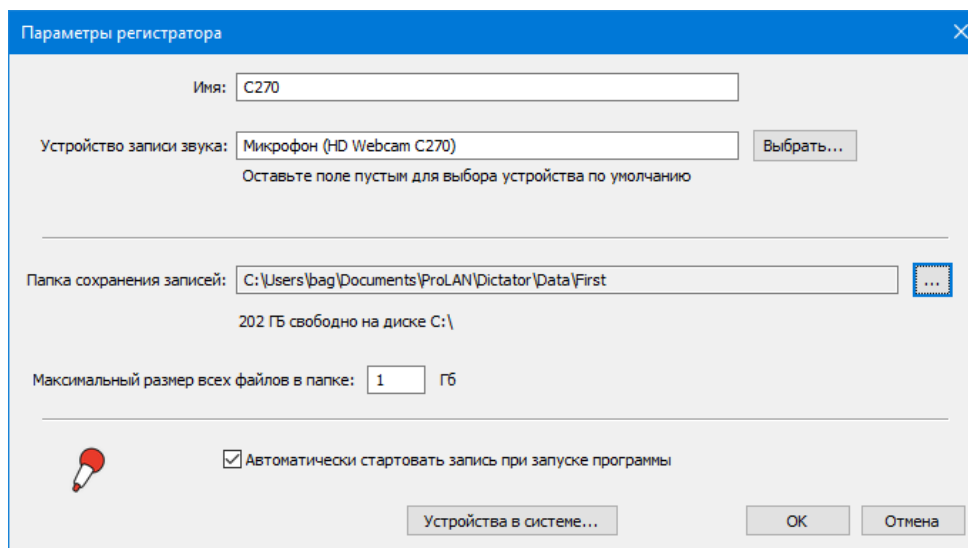 Параметры регистратора
Имя: C270
Устройство записи звука: Микрофон (HD Webcam C270) Выбрать...
Оставьте поле пустым для выбора устройства по умолчанию
Папка сохранения записей: C:\Users\bag\Documents\ProLAN\Dictator\Data\First ...
202 ГБ свободно на диске C:\
Максимальный размер всех файлов в папке: 1 Гб
Автоматически стартовать запись при запуске программы
Устройства в системе... OK Отмена